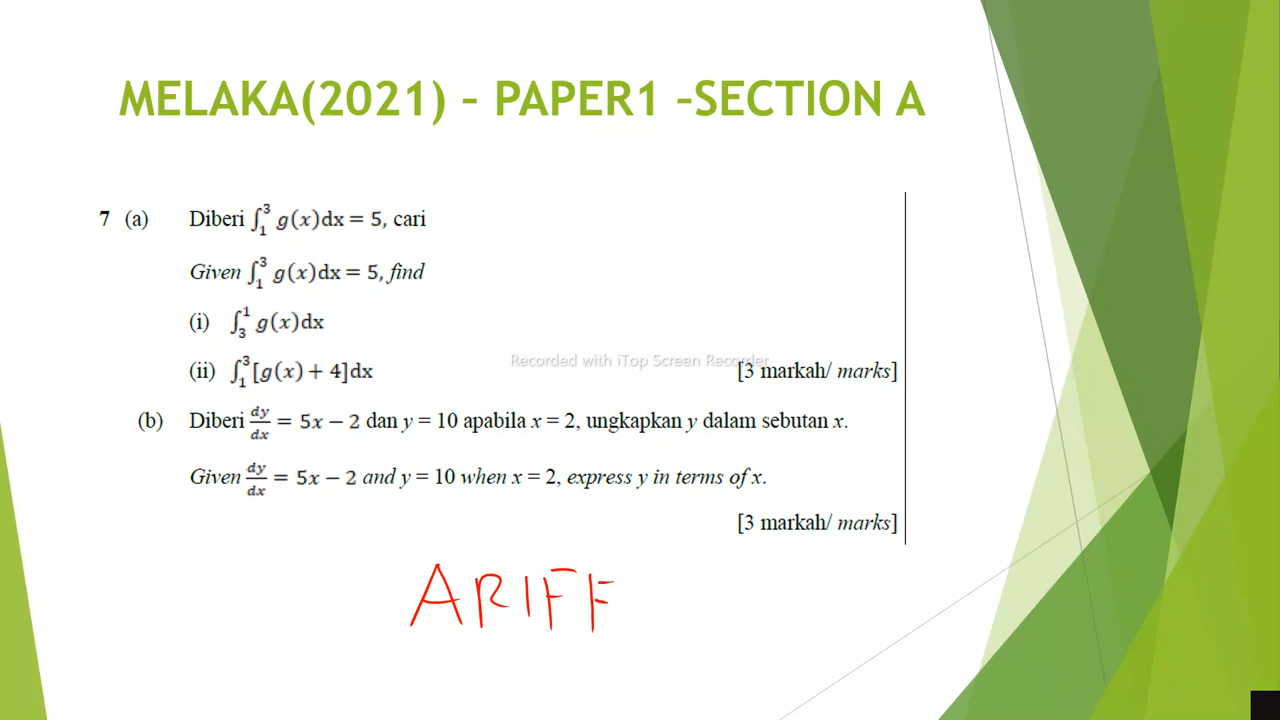 MELAKA(2021) – PAPER1 –SECTION A
7 (a) Diberi ∫₁³ g(x)dx = 5, cari
Given ∫₁³ g(x)dx = 5, find
(i) ∫₃¹ g(x)dx
Recorded with iTop Screen Recorder
(ii) ∫₁³[g(x) + 4]dx [3 markah/ marks]
(b) Diberi dy/dx = 5x − 2 dan y = 10 apabila x = 2, ungkapkan y dalam sebutan x.
Given dy/dx = 5x − 2 and y = 10 when x = 2, express y in terms of x.
[3 markah/ marks]
ARIFF